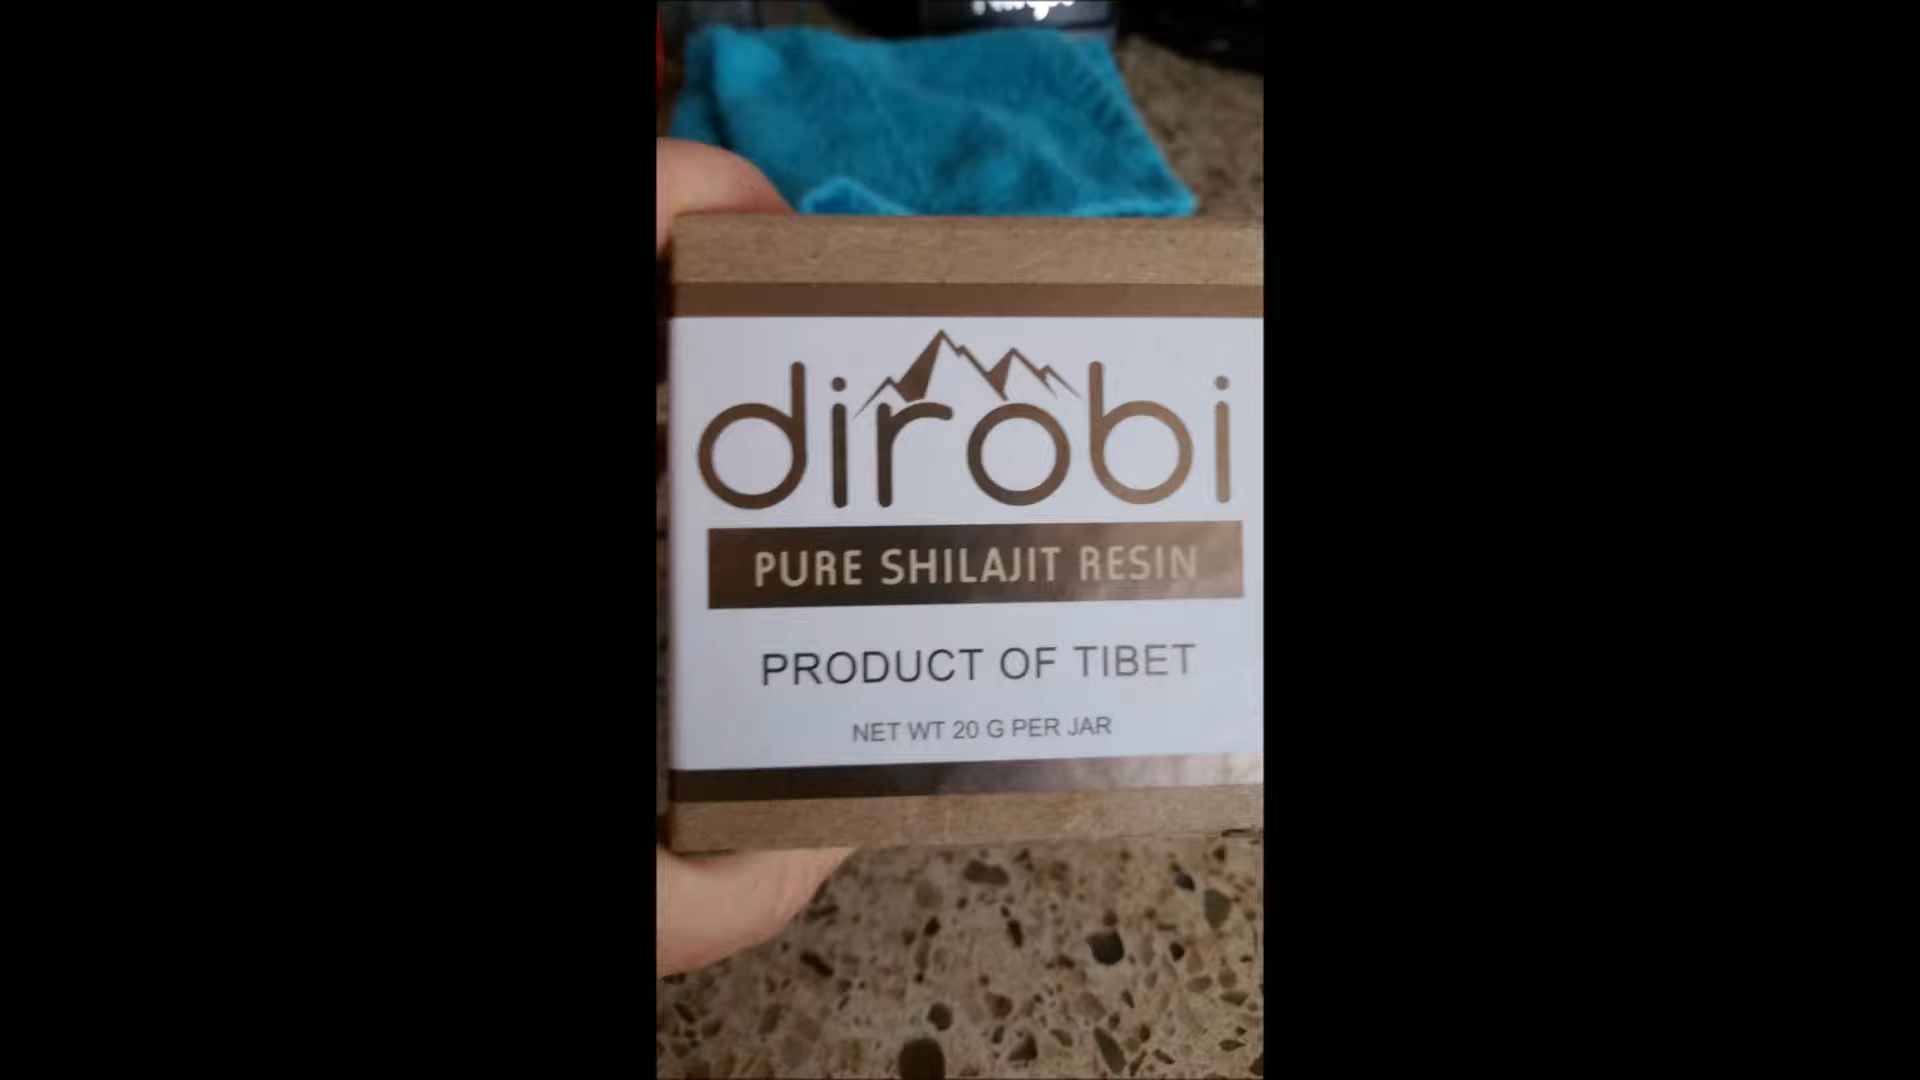 dirobi
PURE SHILAJIT RESIN
PRODUCT OF TIBET
NET WT 20 G PER JAR